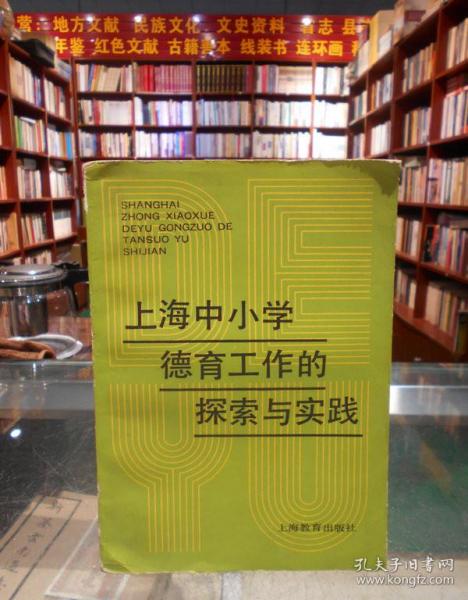 营：地方文献 民族文化 文史资料 省志 县
年鉴 红色文献 古籍善本 线装书 连环画
SHANGHAI
ZHONG XIAOXUE
DEYU GONGZUO DE
TANSUO YU
SHIJIAN
DE
YU
上海中小学
德育工作的
探索与实践
上海教育出版社
孔夫子旧书网
www.kongfz.com